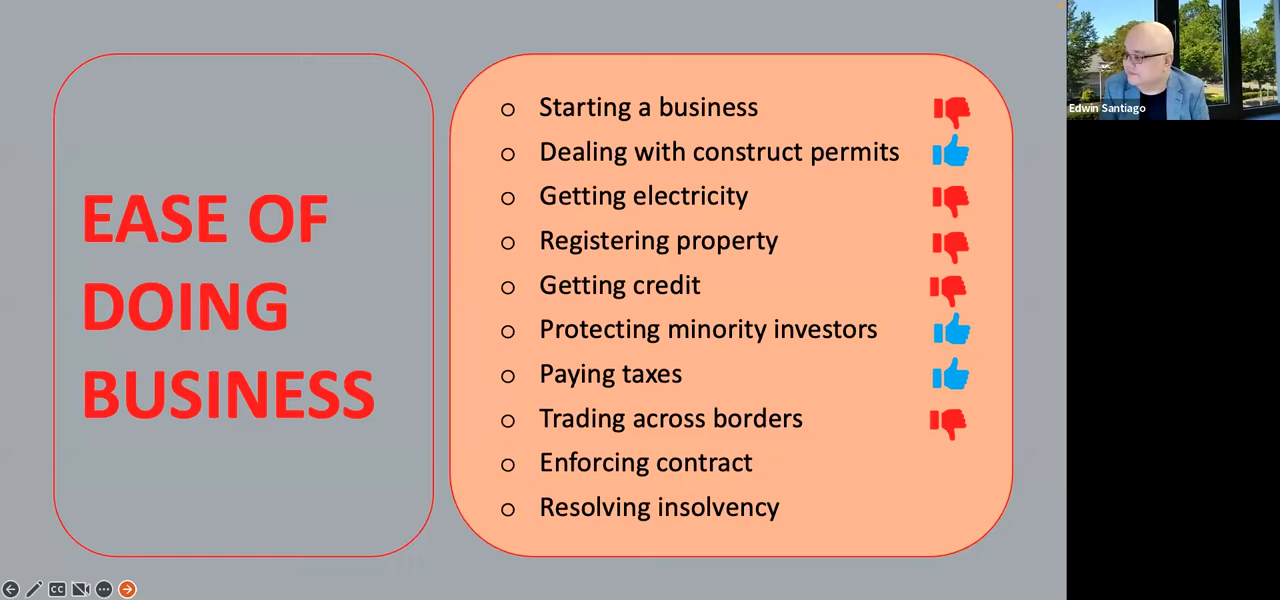 EASE OF
DOING
BUSINESS
Starting a business
Dealing with construct permits
Getting electricity
Registering property
Getting credit
Protecting minority investors
Paying taxes
Trading across borders
Enforcing contract
Resolving insolvency
Edwin Santiago
CC